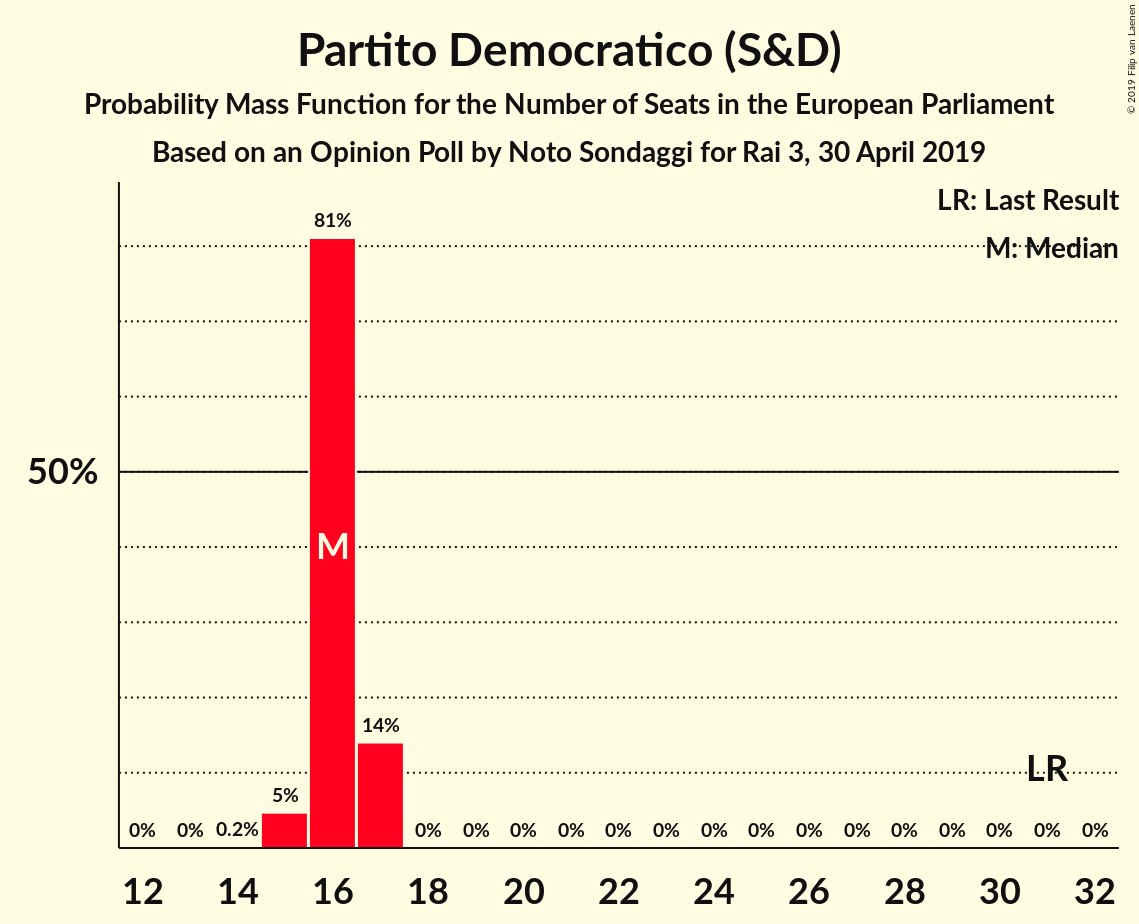 Partito Democratico (S&D)
Probability Mass Function for the Number of Seats in the European Parliament
Based on an Opinion Poll by Noto Sondaggi for Rai 3, 30 April 2019
© 2019 Filip van Laenen
LR: Last Result
M: Median
81%
50%
M
14%
LR
5%
0% 0% 0.2% 0% 0% 0% 0% 0% 0% 0% 0% 0% 0% 0% 0% 0% 0% 0%
12 14 16 18 20 22 24 26 28 30 32